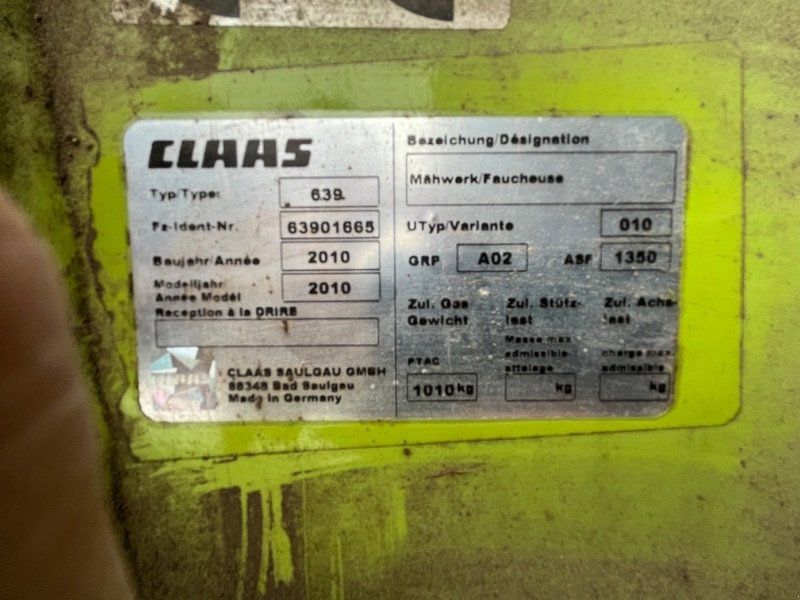 CLAAS
Typ/Type: 639
Fz-Ident-Nr. 63901665
Baujahr/Année 2010
Modelljahr/
Année Model 2010
Reception á la DRIRE
CLAAS SAULGAU GMBH
88348 Bad Saulgau
Made in Germany
Bezeichung/Désignation
Mähwerk/Faucheuse
UTyp/Variante 010
GRP A02 ASF 1350
Zul. Ges Zul. Stütz- Zul. Achs-
Gewicht last last
Masse max
PTAC admissible charge max
attelage admissible
1010 kg kg kg